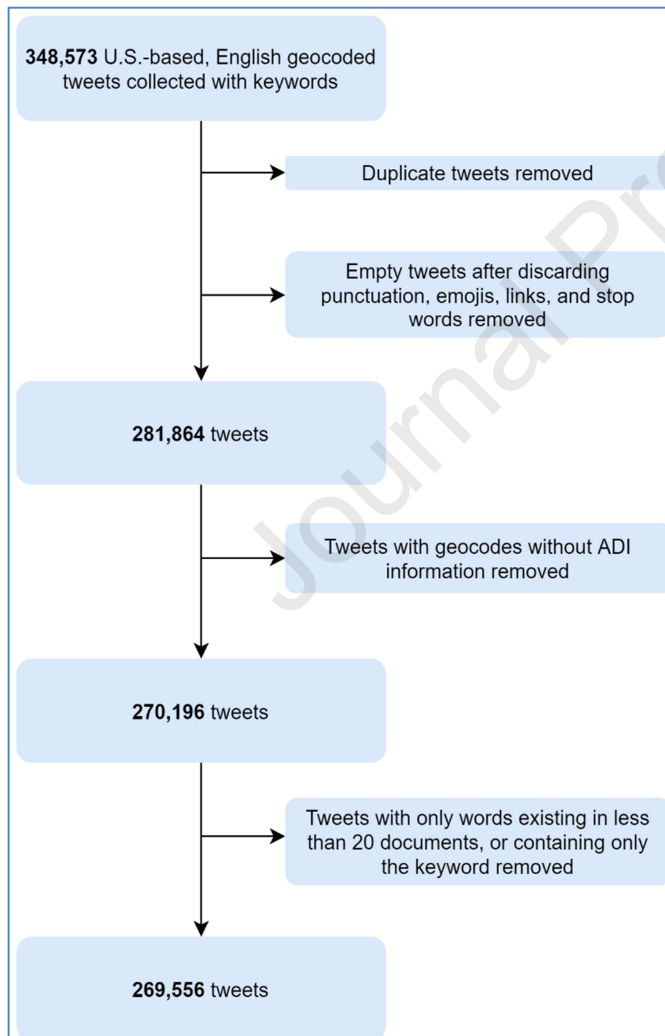 348,573 U.S.-based, English geocoded
tweets collected with keywords
Duplicate tweets removed
Empty tweets after discarding
punctuation, emojis, links, and stop
words removed
281,864 tweets
Tweets with geocodes without ADI
information removed
270,196 tweets
Tweets with only words existing in less
than 20 documents, or containing only
the keyword removed
269,556 tweets
Journal Pre